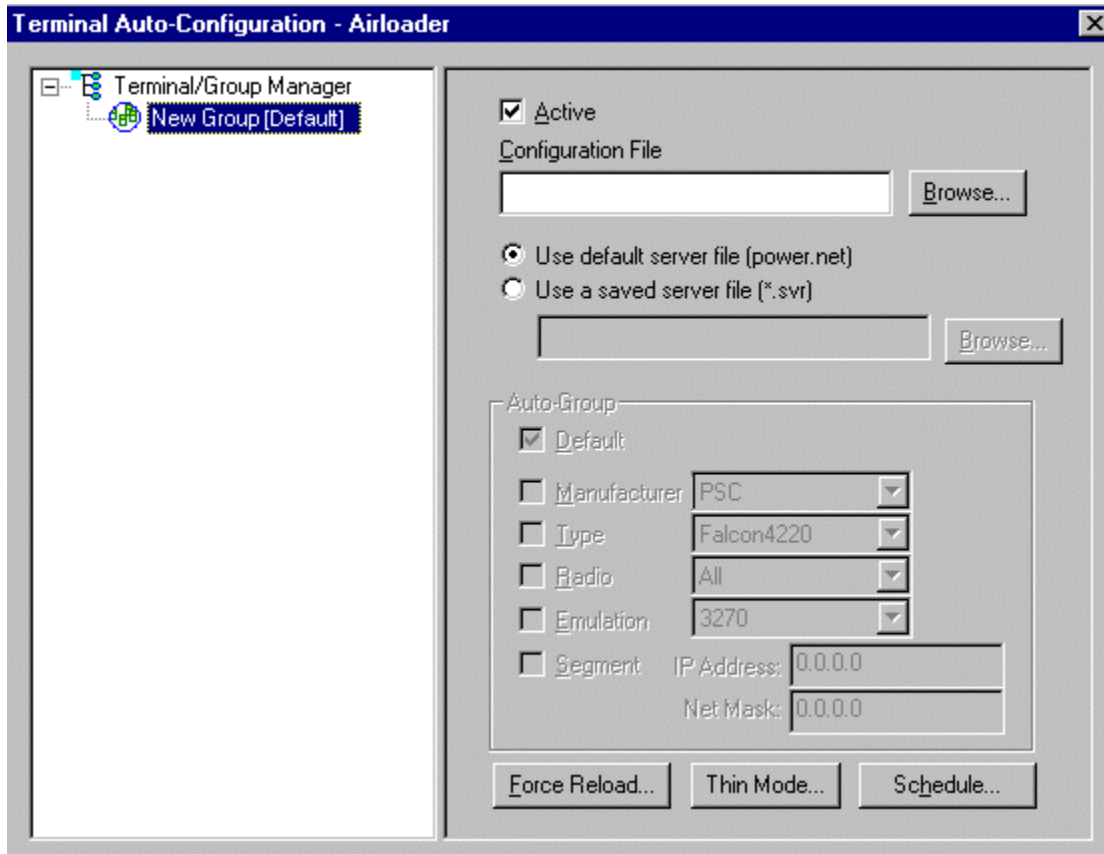 Terminal Auto-Configuration - Airloader
Terminal/Group Manager
New Group [Default]
Active
Configuration File
Browse...
Use default server file (power.net)
Use a saved server file (*.svr)
Browse...
Auto-Group
Default
Manufacturer PSC
Type Falcon4220
Radio All
Emulation 3270
Segment IP Address: 0.0.0.0
Net Mask: 0.0.0.0
Force Reload... Thin Mode... Schedule...